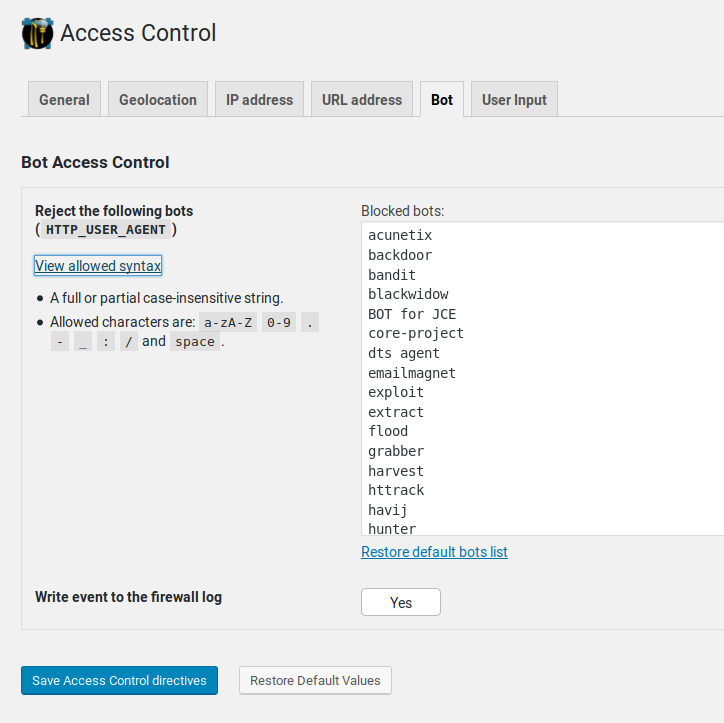 Access Control
General
Geolocation
IP address
URL address
Bot
User Input
Bot Access Control
Reject the following bots
( HTTP_USER_AGENT )
View allowed syntax
A full or partial case-insensitive string.
Allowed characters are: a-zA-Z 0-9 .
- _ : / and space .
Blocked bots:
acunetix
backdoor
bandit
blackwidow
BOT for JCE
core-project
dts agent
emailmagnet
exploit
extract
flood
grabber
harvest
httrack
havij
hunter
Restore default bots list
Write event to the firewall log
Yes
Save Access Control directives
Restore Default Values